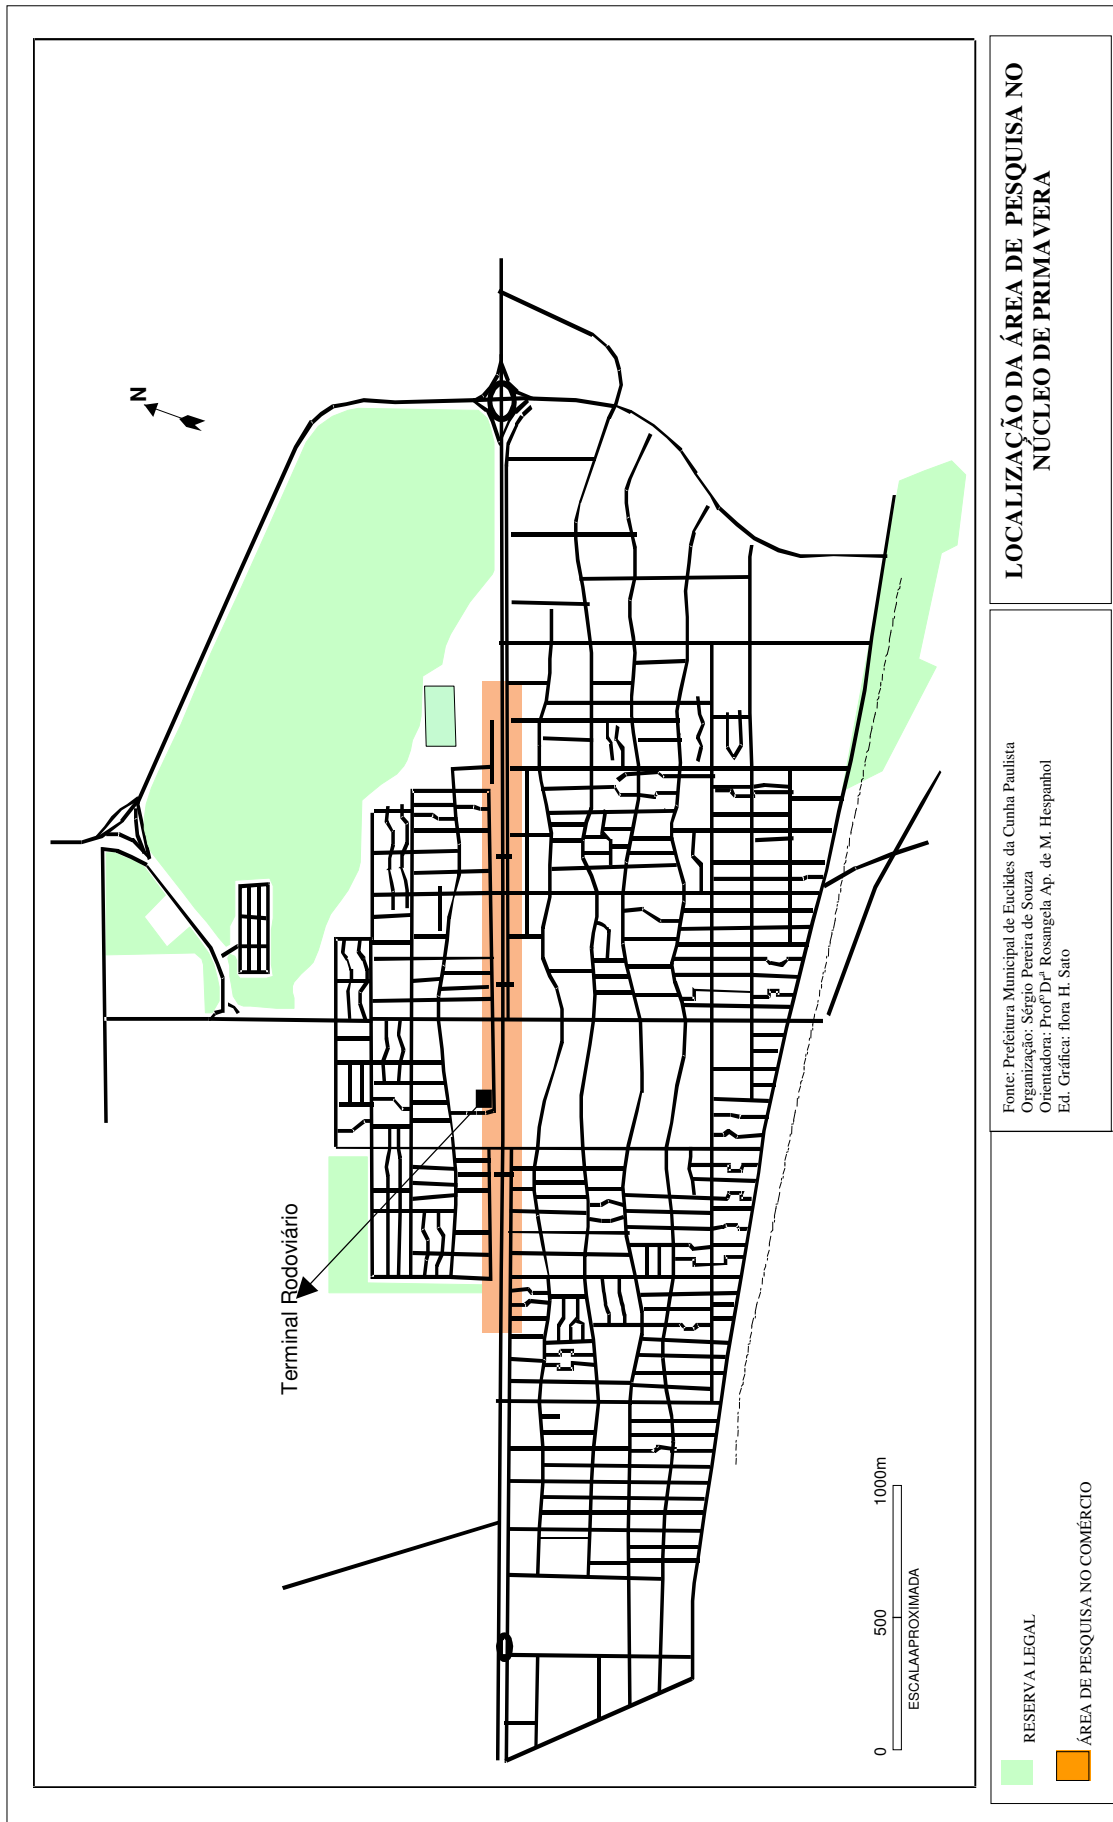 LOCALIZAÇÃO DA ÁREA DE PESQUISA NO
NÚCLEO DE PRIMAVERA
N
Terminal Rodoviário
0 500 1000m
ESCALAAPROXIMADA
RESERVA LEGAL
ÁREA DE PESQUISA NO COMÉRCIO
Fonte: Prefeitura Municipal de Euclides da Cunha Paulista
Organização: Sérgio Pereira de Souza
Orientadora: Profª Drª Rosangela Ap. de M. Hespanhol
Ed. Gráfica: flora H. Sato